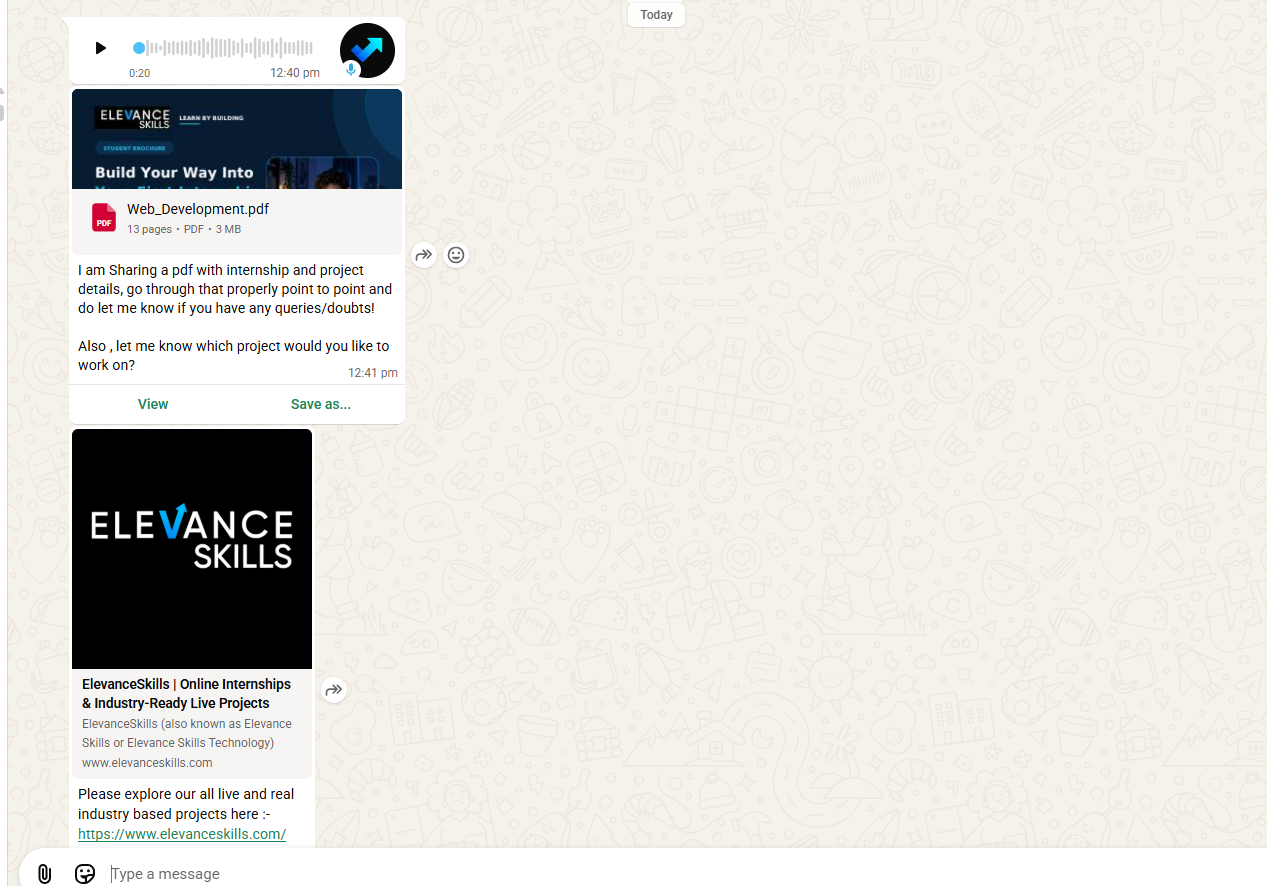 Today
0:20
12:40 pm
ELEVANCE
SKILLS
LEARN BY BUILDING
STUDENT BROCHURE
Build Your Way Into
Web_Development.pdf
PDF
13 pages • PDF • 3 MB
I am Sharing a pdf with internship and project
details, go through that properly point to point and
do let me know if you have any queries/doubts!
Also , let me know which project would you like to
work on?
12:41 pm
View
Save as...
ELEVANCE
SKILLS
ElevanceSkills | Online Internships
& Industry-Ready Live Projects
ElevanceSkills (also known as Elevance
Skills or Elevance Skills Technology)
www.elevanceskills.com
Please explore our all live and real
industry based projects here :-
https://www.elevanceskills.com/
Type a message